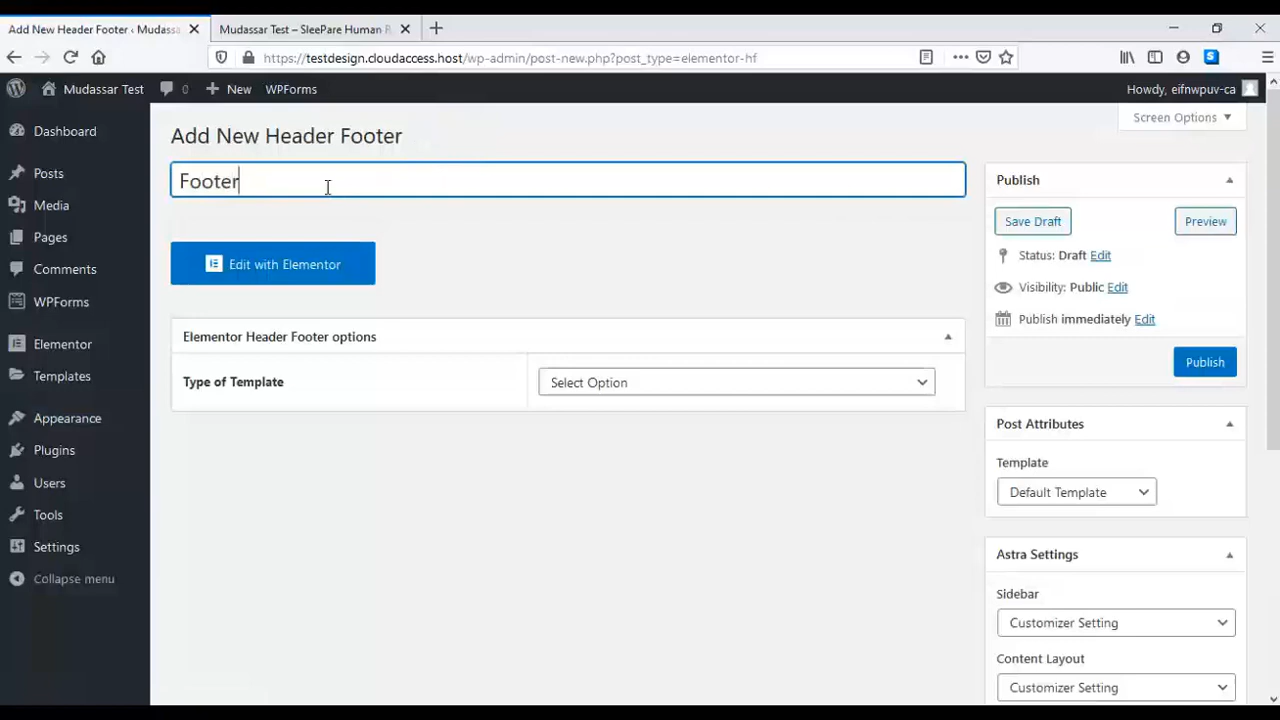 Add New Header Footer ‹ Mudassa
Mudassar Test – SleePare Human R
https://testdesign.cloudaccess.host/wp-admin/post-new.php?post_type=elementor-hf
Mudassar Test
0
New
WPForms
Howdy, eifnwpuv-ca
Screen Options
Dashboard
Posts
Media
Pages
Comments
WPForms
Elementor
Templates
Appearance
Plugins
Users
Tools
Settings
Collapse menu
Add New Header Footer
Footer
Edit with Elementor
Elementor Header Footer options
Type of Template
Select Option
Publish
Save Draft
Preview
Status: Draft Edit
Visibility: Public Edit
Publish immediately Edit
Publish
Post Attributes
Template
Default Template
Astra Settings
Sidebar
Customizer Setting
Content Layout
Customizer Setting